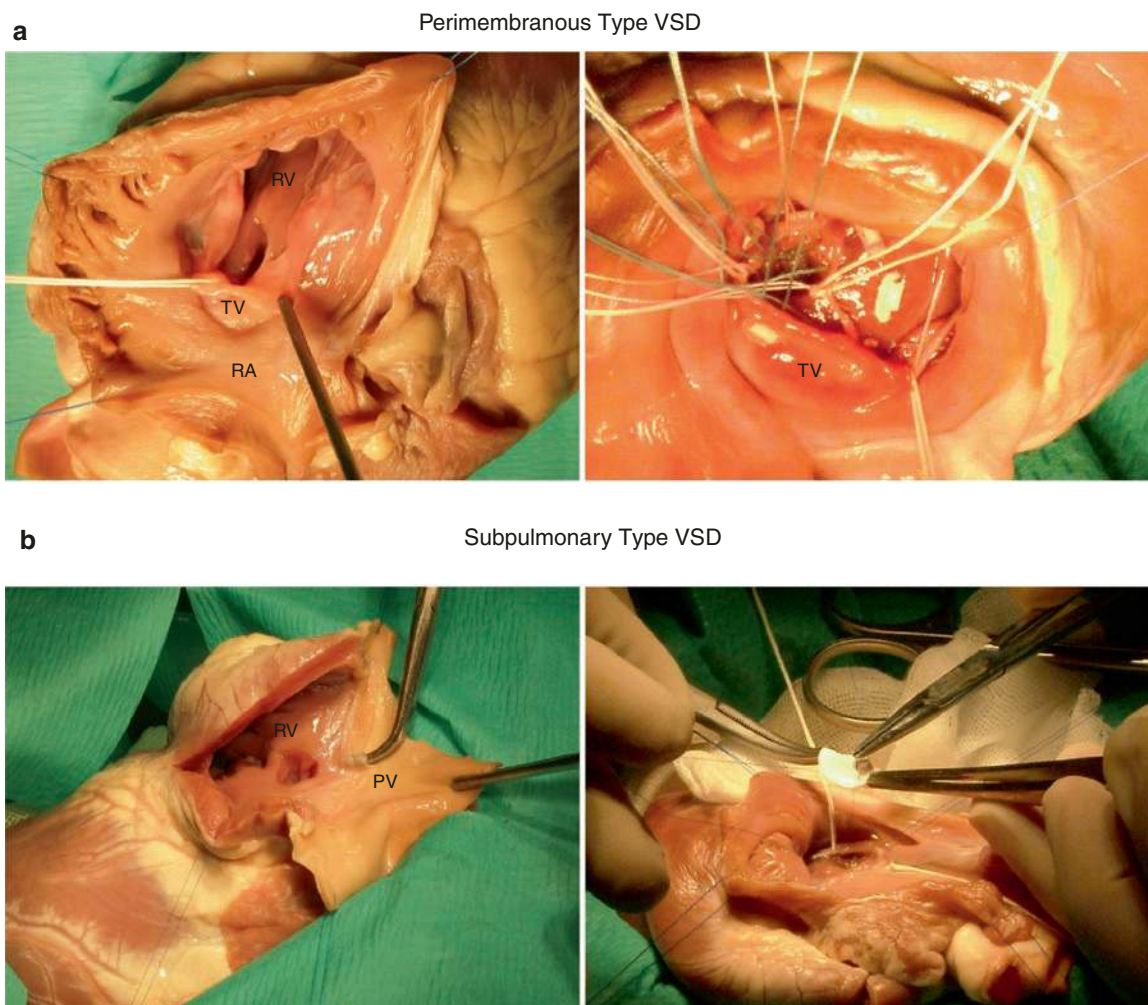 a
Perimembranous Type VSD
RV
TV
RA
TV
b
Subpulmonary Type VSD
RV
PV